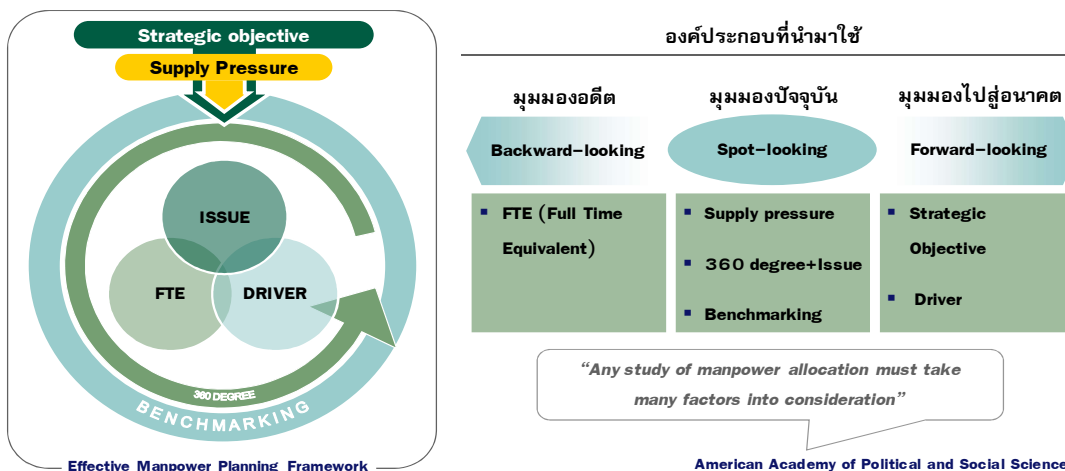 Strategic objective
Supply Pressure
ISSUE
FTE
DRIVER
360 DEGREE
BENCHMARKING
Effective Manpower Planning Framework
องค์ประกอบที่นำมาใช้
มุมมองอดีต
มุมมองปัจจุบัน
มุมมองไปสู่อนาคต
Backward-looking
Spot-looking
Forward-looking
▪ FTE (Full Time
Equivalent)
▪ Supply pressure
▪ 360 degree+Issue
▪ Benchmarking
▪ Strategic
Objective
▪ Driver
“Any study of manpower allocation must take
many factors into consideration”
American Academy of Political and Social Science